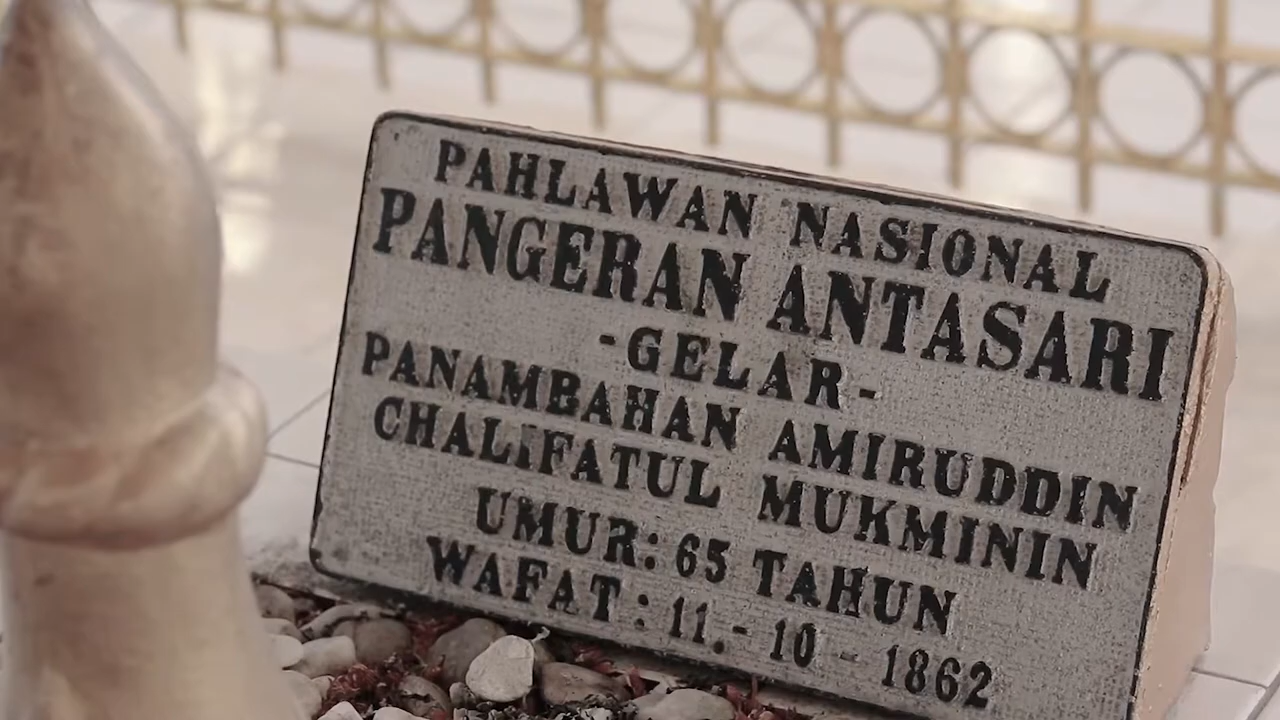 PAHLAWAN NASIONAL
PANGERAN ANTASARI
-GELAR-
PANAMBAHAN AMIRUDDIN
CHALIFATUL MUKMININ
UMUR: 65 TAHUN
WAFAT: 11.- 10 - 1862